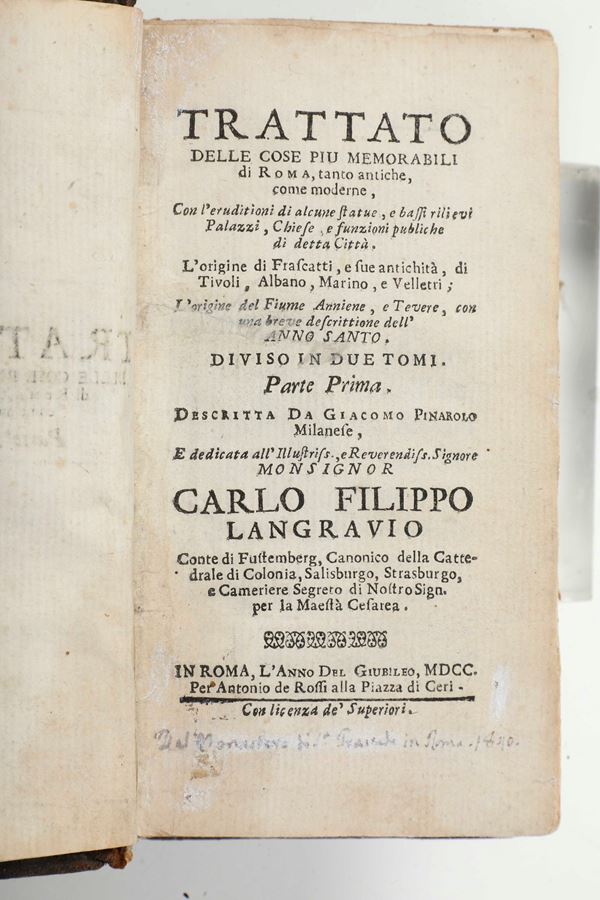 TRATTATO
DELLE COSE PIU MEMORABILI
di ROMA, tanto antiche,
come moderne,
Con l'eruditioni di alcune ſtatue, e baſſi rilievi
Palazzi, Chieſe, e funzioni publiche
di detta Città.
L'origine di Fraſcatti, e ſue antichità, di
Tivoli, Albano, Marino, e Velletri;
L'origine del Fiume Anniene, e Tevere, con
una breve deſcrittione dell'
ANNO SANTO.
DIVISO IN DUE TOMI.
Parte Prima.
DESCRITTA DA GIACOMO PINAROLO
Milaneſe,
E dedicata all' Illuſtriſs., e Reverendiſs. Signore
MONSIGNOR
CARLO FILIPPO
LANGRAVIO
Conte di Fuſtemberg, Canonico della Catte-
drale di Colonia, Salisburgo, Strasburgo,
e Cameriere Segreto di Noſtro Sign.
per la Maeſtà Ceſarea.
IN ROMA, L'ANNO DEL GIUBILEO, MDCC.
Per Antonio de Roſſi alla Piazza di Ceri.
Con licenza de' Superiori.
Del Monastero di in Roma